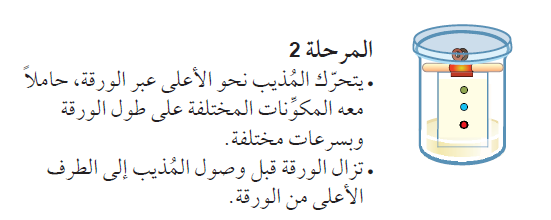 المرحلة 2
• يتحرّك المُذيب نحو الأعلى عبر الورقة، حاملاً
معه المكوِّنات المختلفة على طول الورقة
وبسرعات مختلفة.
• تزال الورقة قبل وصول المُذيب إلى الطرف
الأعلى من الورقة.